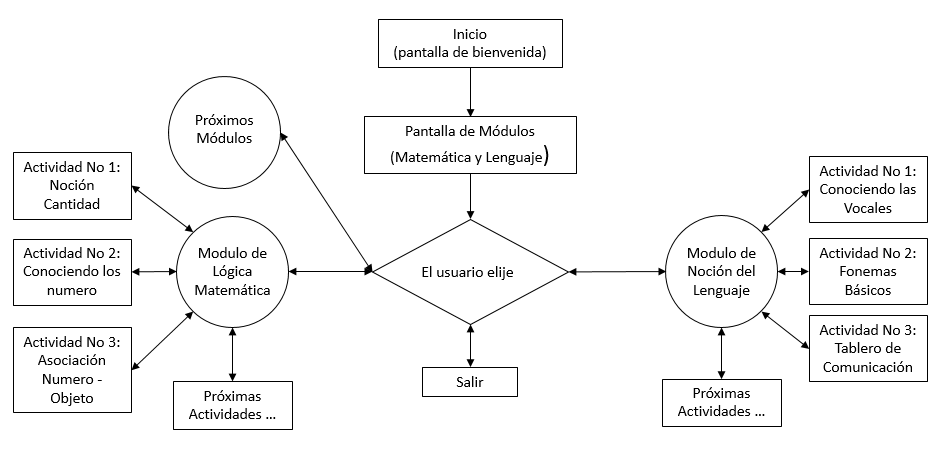 Inicio
(pantalla de bienvenida)
Próximos
Módulos
Pantalla de Módulos
(Matemática y Lenguaje)
Actividad No 1:
Noción
Cantidad
Actividad No 2:
Conociendo los
numero
Actividad No 3:
Asociación
Numero -
Objeto
Modulo de
Lógica
Matemática
Próximas
Actividades ...
El usuario elije
Salir
Modulo de
Noción del
Lenguaje
Próximas
Actividades ...
Actividad No 1:
Conociendo las
Vocales
Actividad No 2:
Fonemas
Básicos
Actividad No 3:
Tablero de
Comunicación